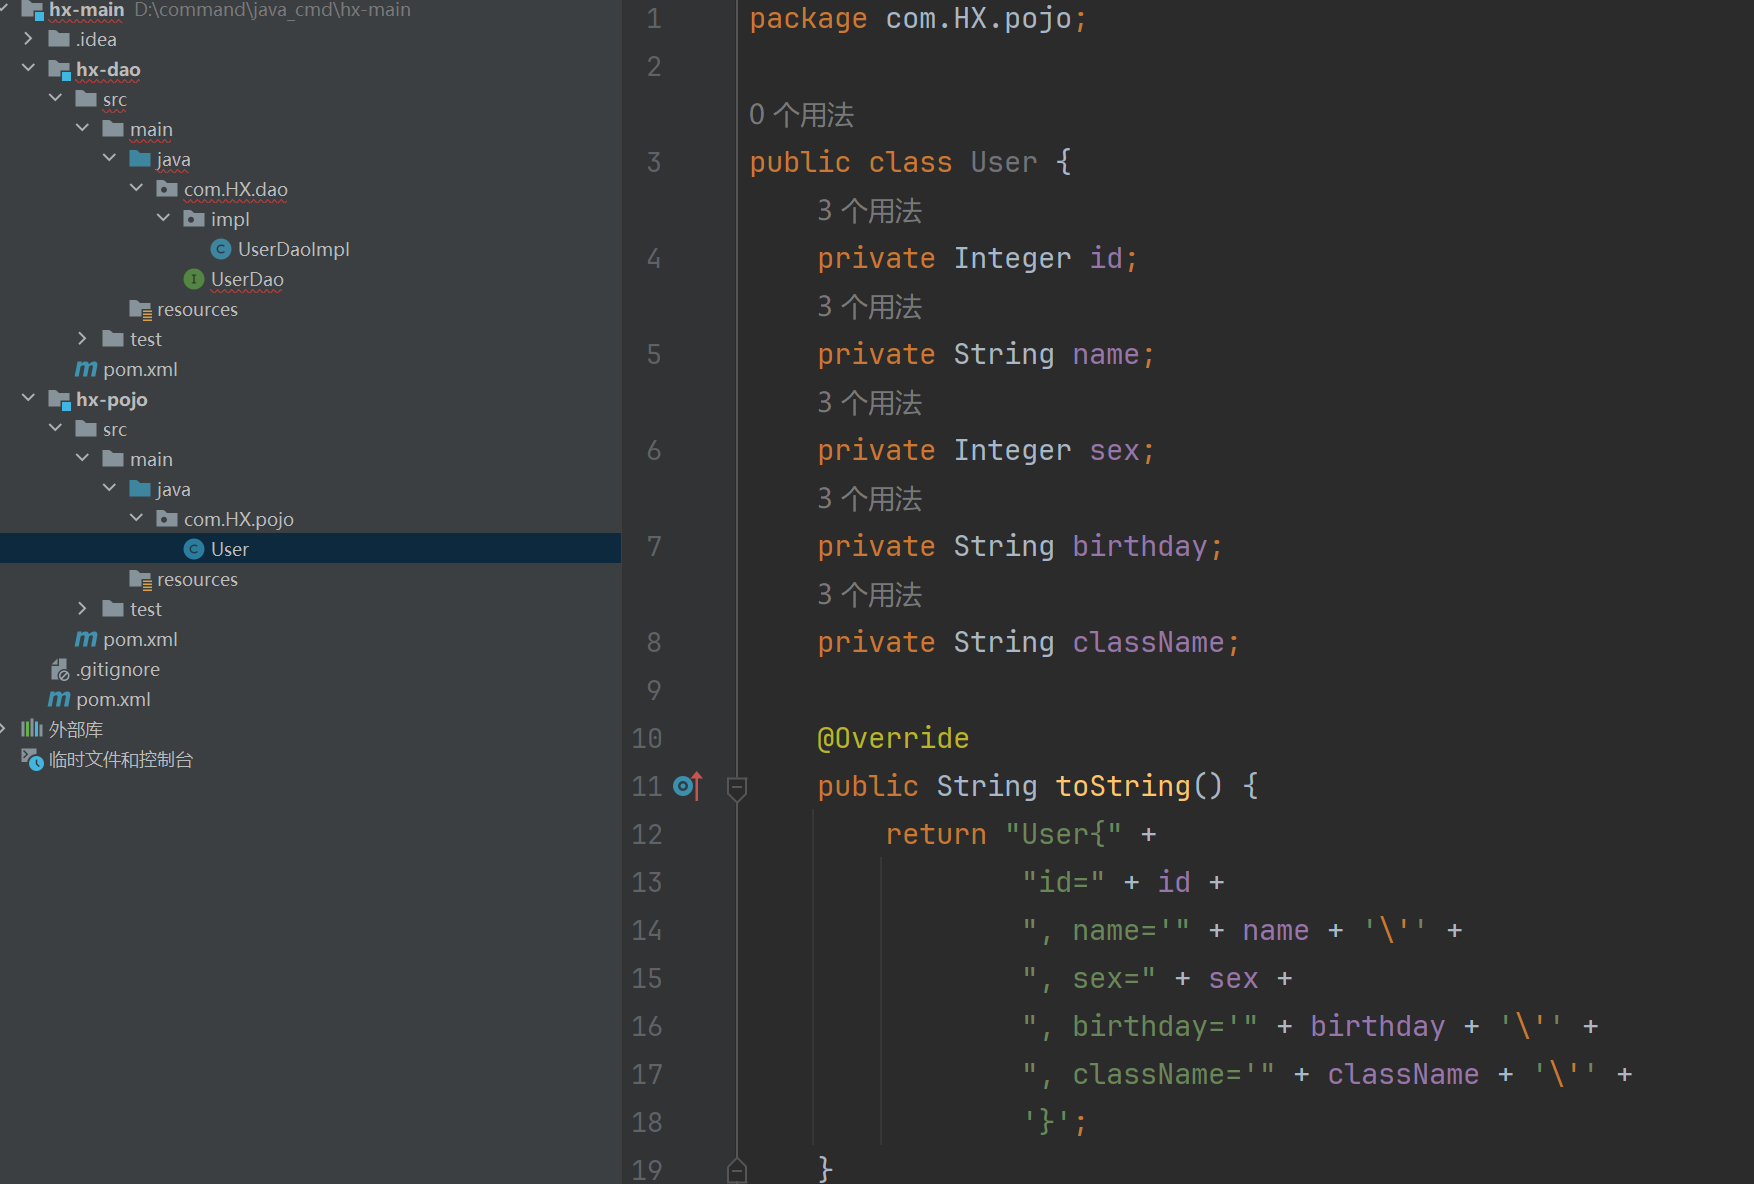 hx-main D:\command\java_cmd\hx-main
.idea
hx-dao
src
main
java
com.HX.dao
impl
UserDaoImpl
UserDao
resources
test
pom.xml
hx-pojo
src
main
java
com.HX.pojo
User
resources
test
pom.xml
.gitignore
pom.xml
外部库
临时文件和控制台
1 package com.HX.pojo;
2
0 个用法
3 public class User {
3 个用法
4 private Integer id;
3 个用法
5 private String name;
3 个用法
6 private Integer sex;
3 个用法
7 private String birthday;
3 个用法
8 private String className;
9
10 @Override
11 public String toString() {
12 return "User{" +
13 "id=" + id +
14 ", name='" + name + '\'' +
15 ", sex=" + sex +
16 ", birthday='" + birthday + '\'' +
17 ", className='" + className + '\'' +
18 '}';
19 }